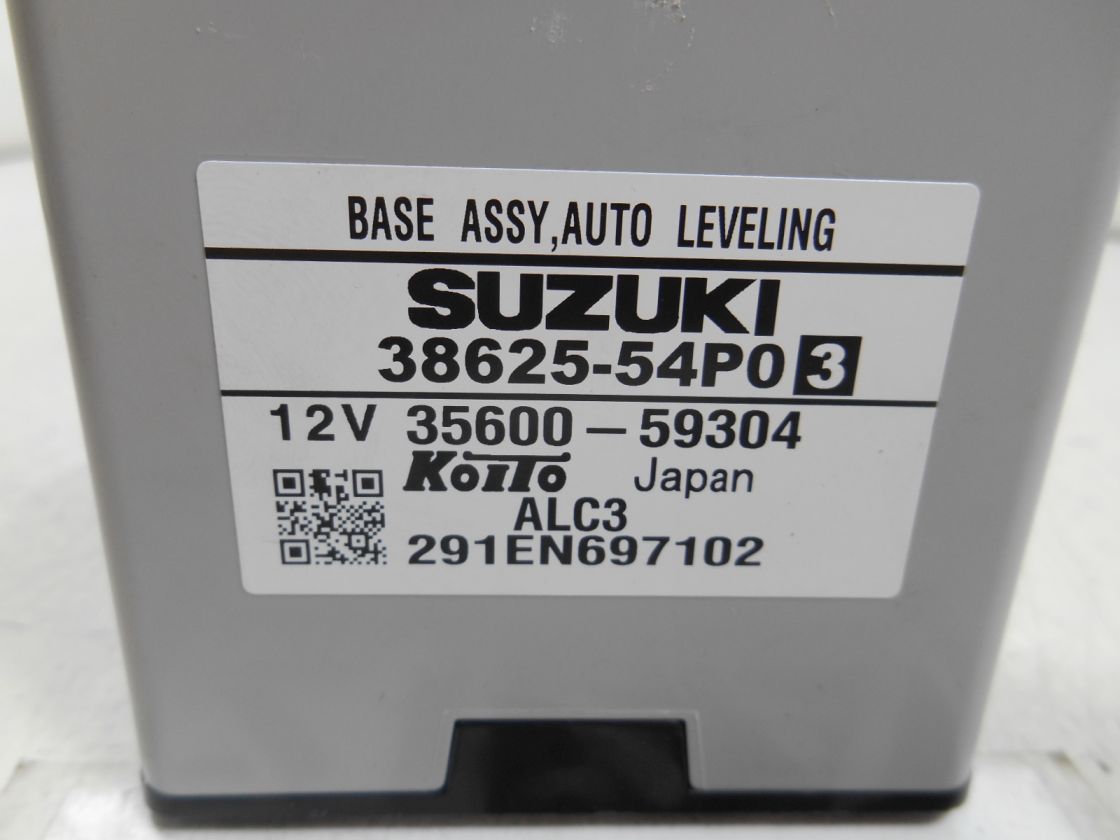 BASE ASSY,AUTO LEVELING
SUZUKI
38625-54P0 3
12V 35600-59304
KOITO Japan
ALC3
291EN697102